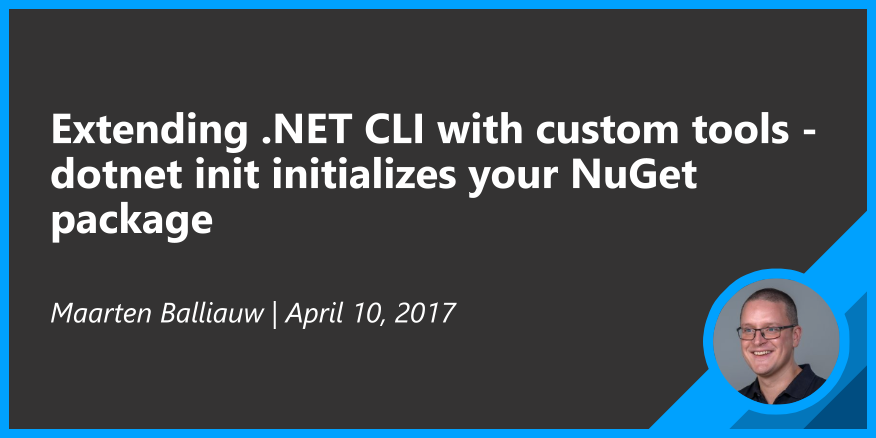 Extending .NET CLI with custom tools -
dotnet init initializes your NuGet
package
Maarten Balliauw | April 10, 2017